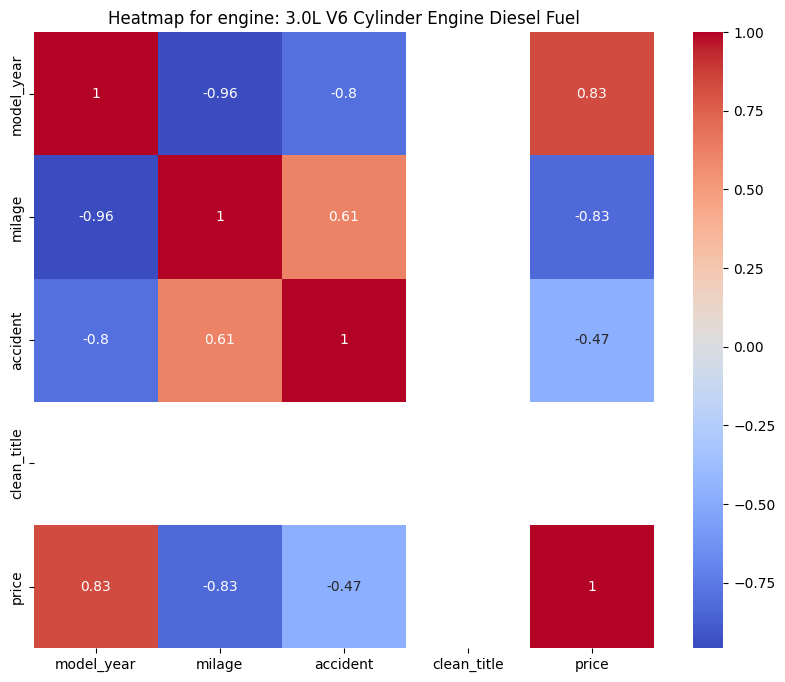 Heatmap for engine: 3.0L V6 Cylinder Engine Diesel Fuel
model_year 1 -0.96 -0.8 0.83
milage -0.96 1 0.61 -0.83
accident -0.8 0.61 1 -0.47
clean_title
price 0.83 -0.83 -0.47 1
model_year milage accident clean_title price
1.00
0.75
0.50
0.25
0.00
−0.25
−0.50
−0.75